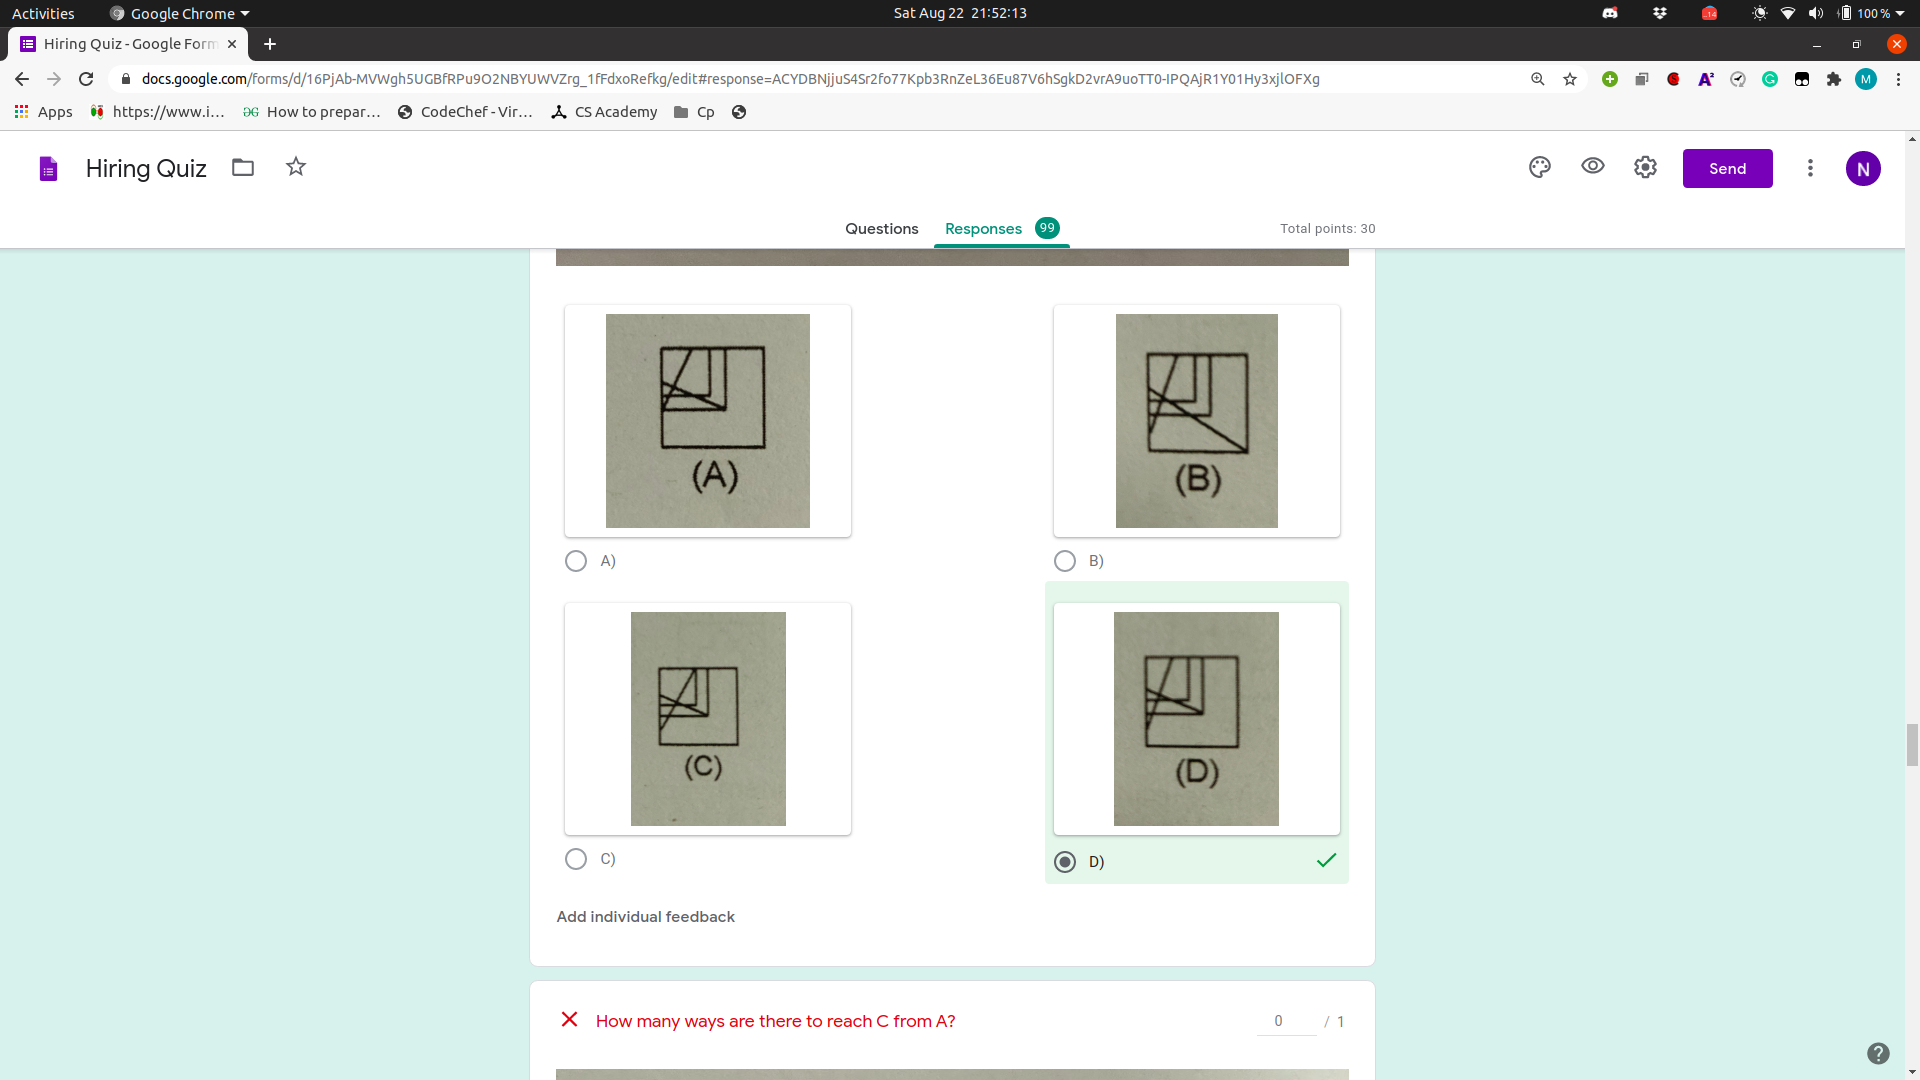 Activities Google Chrome Sat Aug 22 21:52:13 100 %
Hiring Quiz - Google Form
docs.google.com/forms/d/16PjAb-MVWgh5UGBfRPu9O2NBYUWVZrg_1fFdxoRefkg/edit#response=ACYDBNjjuS4Sr2fo77Kpb3RnZeL36Eu87V6hSgkD2vrA9uoTT0-IPQAjR1Y01Hy3xjlOFXg
Apps https://www.i... How to prepar... CodeChef - Vir... CS Academy Cp
Hiring Quiz Send N
Questions Responses 99 Total points: 30
(A) (B)
A) B)
(C) (D)
C) D)
Add individual feedback
How many ways are there to reach C from A? 0 / 1